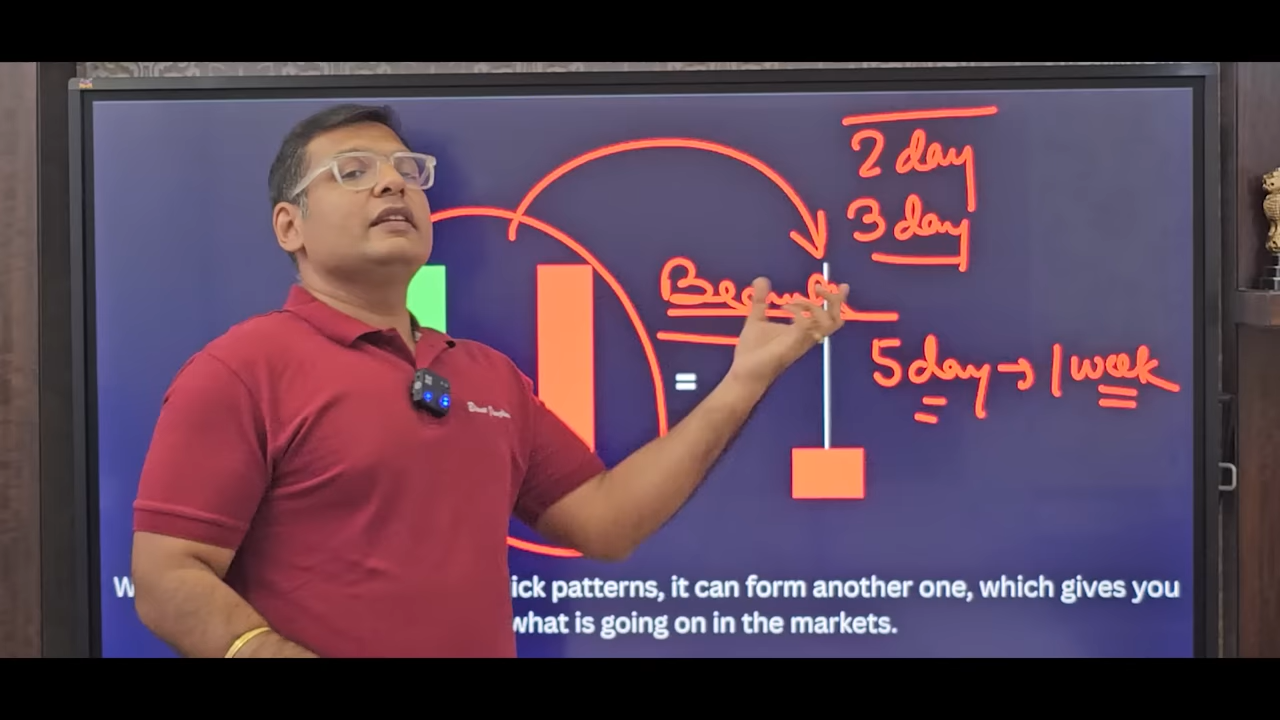 2 day
3 day
=
5 day → 1 week
ick patterns, it can form another one, which gives you
what is going on in the markets.